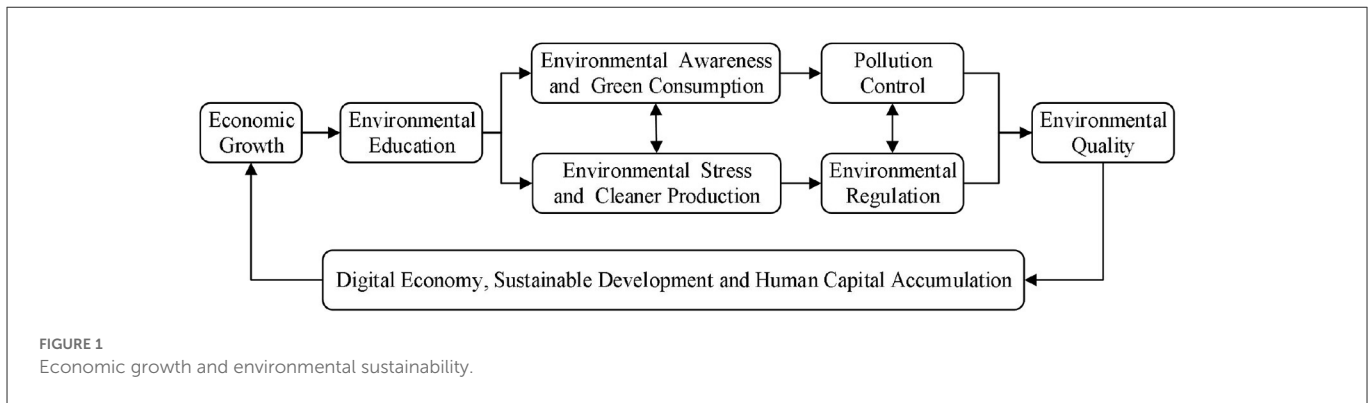 Environmental Awareness
and Green Consumption
Pollution
Control
Economic
Growth
Environmental
Education
Environmental
Quality
Environmental Stress
and Cleaner Production
Environmental
Regulation
Digital Economy, Sustainable Development and Human Capital Accumulation
FIGURE 1
Economic growth and environmental sustainability.